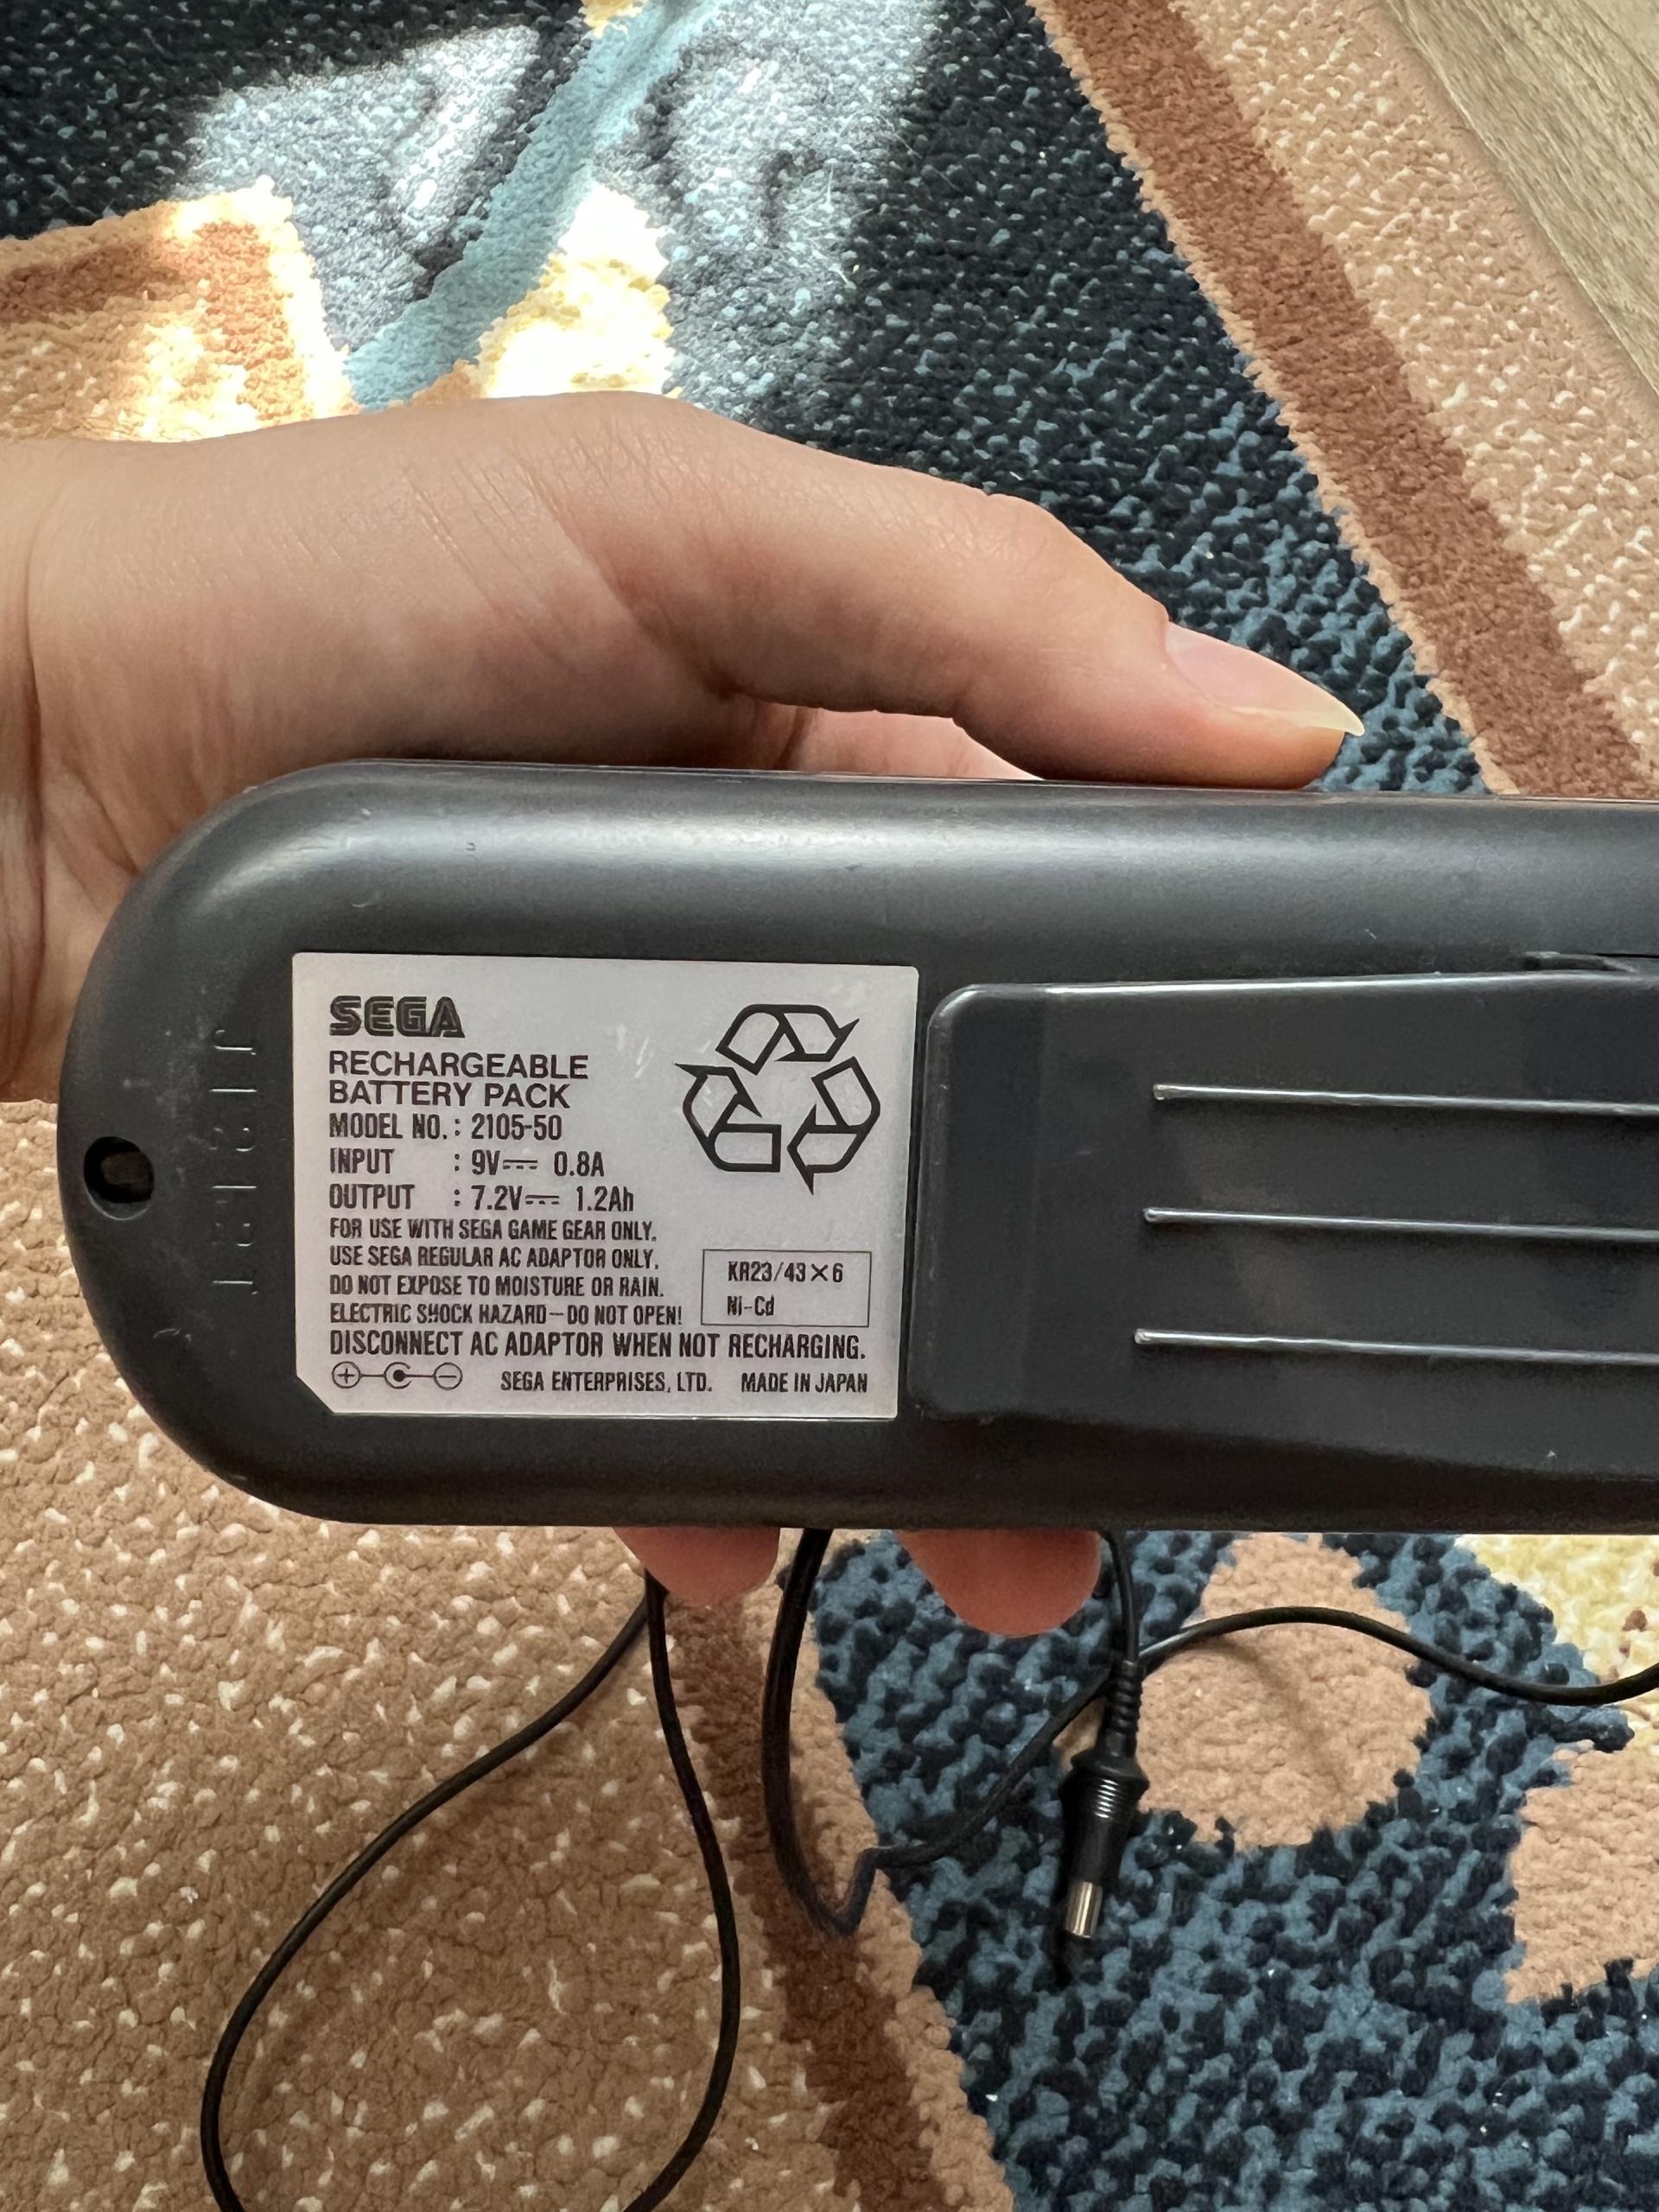 SEGA
RECHARGEABLE
BATTERY PACK
MODEL NO. : 2105-50
INPUT : 9V⎓ 0.8A
OUTPUT : 7.2V⎓ 1.2Ah
FOR USE WITH SEGA GAME GEAR ONLY.
USE SEGA REGULAR AC ADAPTOR ONLY.
DO NOT EXPOSE TO MOISTURE OR RAIN.
ELECTRIC SHOCK HAZARD—DO NOT OPEN!
KR23/43×6
Ni-Cd
DISCONNECT AC ADAPTOR WHEN NOT RECHARGING.
SEGA ENTERPRISES, LTD. MADE IN JAPAN